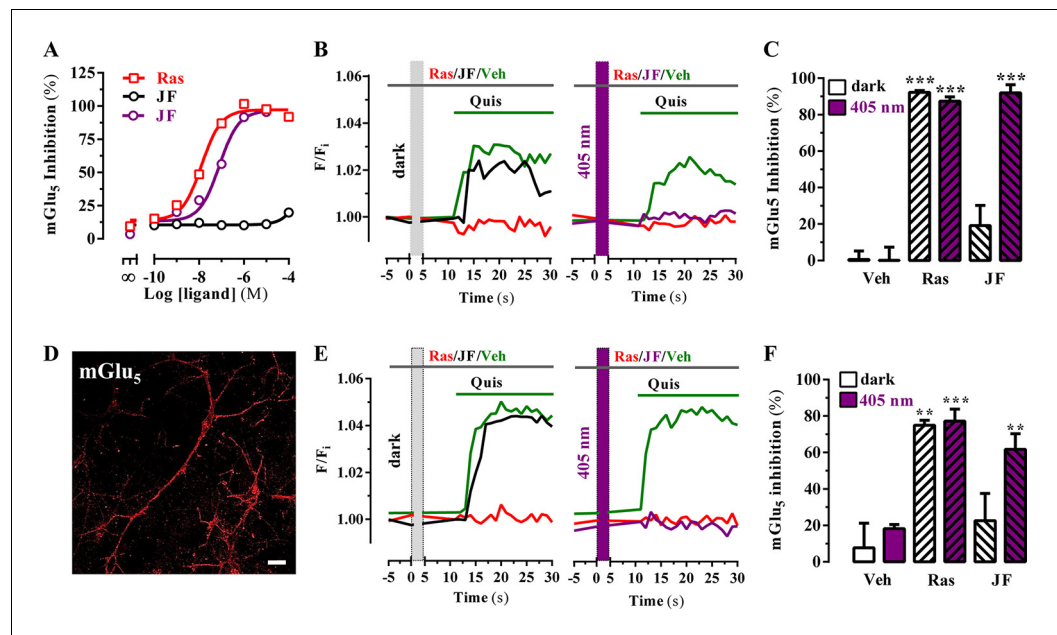 A
Ras
JF
JF
mGlu5 Inhibition (%)
125
100
75
50
25
0
∞ -10 -8 -6 -4
Log [ligand] (M)
B
Ras/JF/Veh
Quis
dark
F/Fi
1.06
1.04
1.02
1.00
-5 0 5 10 15 20 25 30
Time (s)
Ras/JF/Veh
Quis
405 nm
-5 0 5 10 15 20 25 30
Time (s)
C
dark
405 nm
mGlu5 Inhibition (%)
100
80
60
40
20
0
*** *** ***
Veh Ras JF
D
mGlu5
E
Ras/JF/Veh
Quis
dark
F/Fi
1.06
1.04
1.02
1.00
-5 0 5 10 15 20 25 30
Time (s)
Ras/JF/Veh
Quis
405 nm
-5 0 5 10 15 20 25 30
Time (s)
F
dark
405 nm
mGlu5 inhibition (%)
100
80
60
40
20
0
** *** **
Veh Ras JF